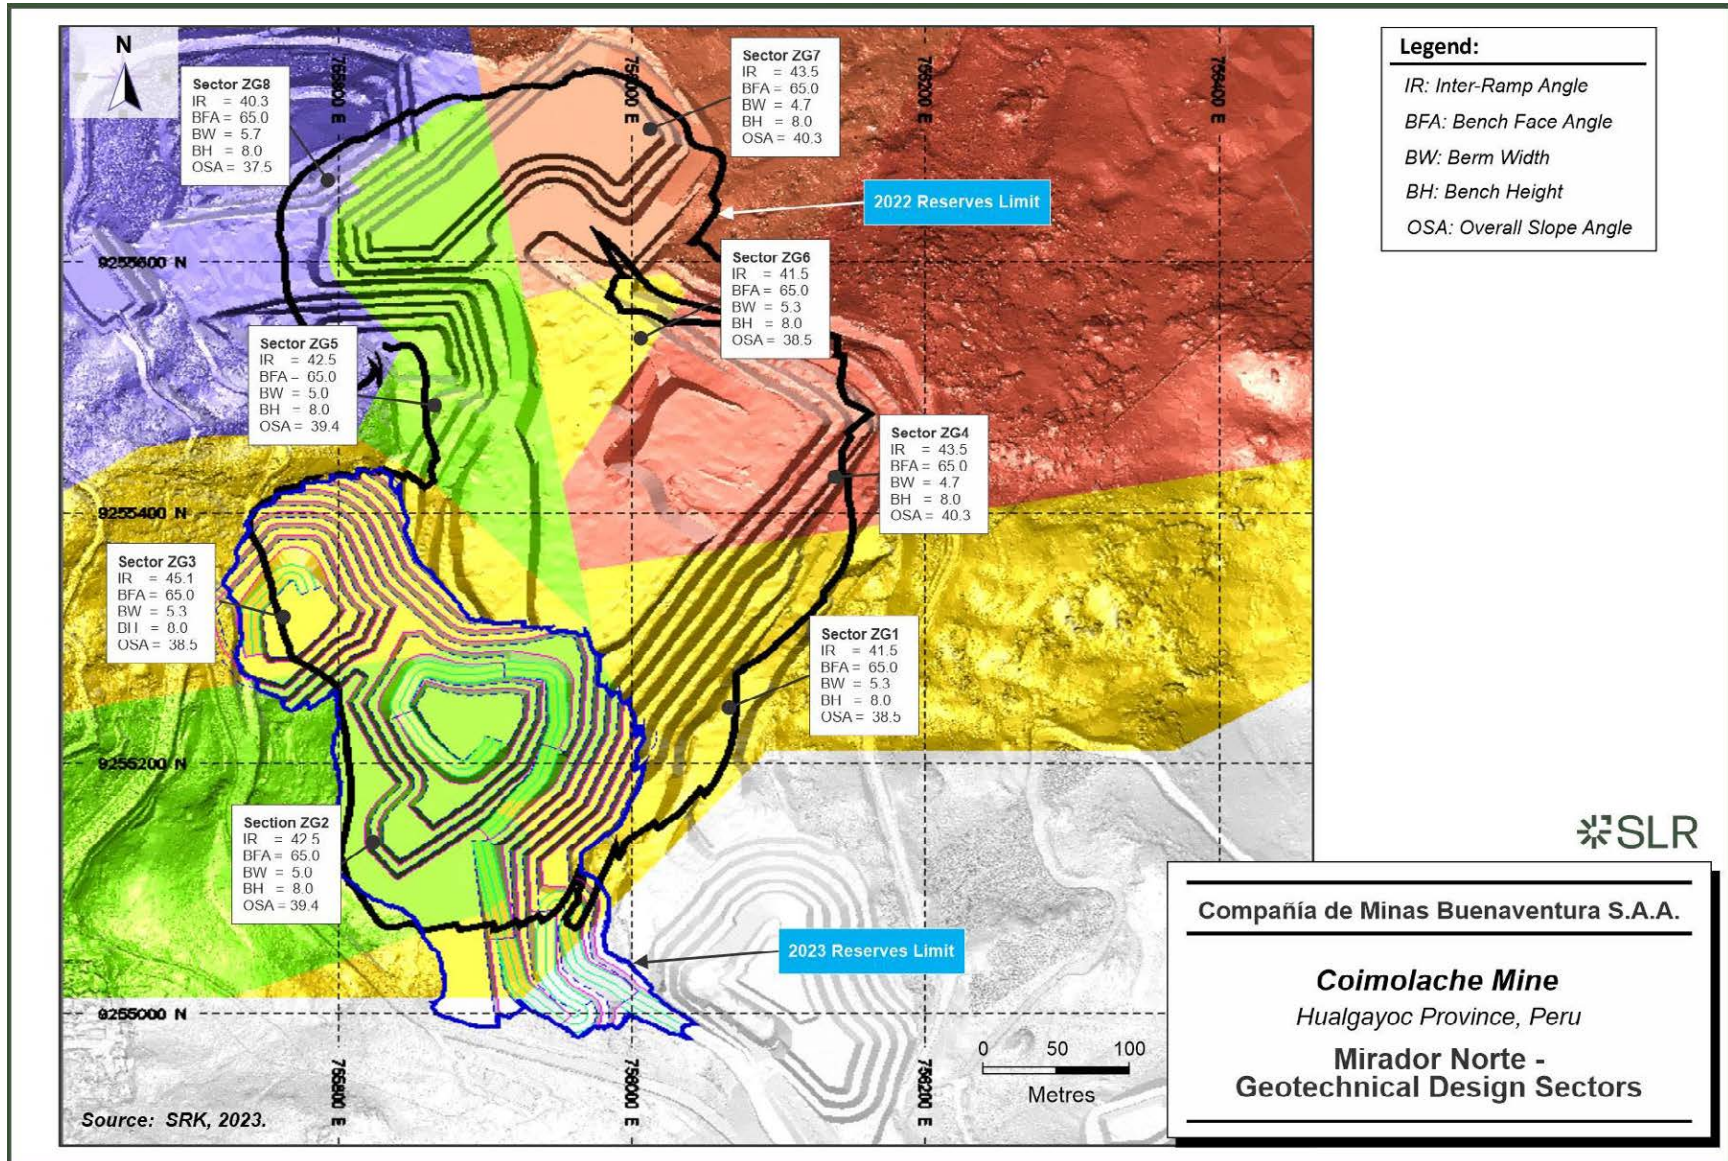 N
Sector ZG8
IR = 40.3
BFA = 65.0
BW = 5.7
BH = 8.0
OSA = 37.5
Sector ZG7
IR = 43.5
BFA = 65.0
BW = 4.7
BH = 8.0
OSA = 40.3
755800 E
756000 E
756200 E
756400 E
Legend:
IR: Inter-Ramp Angle
BFA: Bench Face Angle
BW: Berm Width
BH: Bench Height
OSA: Overall Slope Angle
2022 Reserves Limit
9255600 N
Sector ZG6
IR = 41.5
BFA = 65.0
BW = 5.3
BH = 8.0
OSA = 38.5
Sector ZG5
IR = 42.5
BFA = 65.0
BW = 5.0
BH = 8.0
OSA = 39.4
Sector ZG4
IR = 43.5
BFA = 65.0
BW = 4.7
BH = 8.0
OSA = 40.3
9255400 N
Sector ZG3
IR = 45.1
BFA = 65.0
BW = 5.3
BH = 8.0
OSA = 38.5
Sector ZG1
IR = 41.5
BFA = 65.0
BW = 5.3
BH = 8.0
OSA = 38.5
9255200 N
Section ZG2
IR = 42.5
BFA = 65.0
BW = 5.0
BH = 8.0
OSA = 39.4
2023 Reserves Limit
9255000 N
0 50 100
Metres
755800 E
756000 E
756200 E
Source: SRK, 2023.
SLR
Compañía de Minas Buenaventura S.A.A.
Coimolache Mine
Hualgayoc Province, Peru
Mirador Norte -
Geotechnical Design Sectors